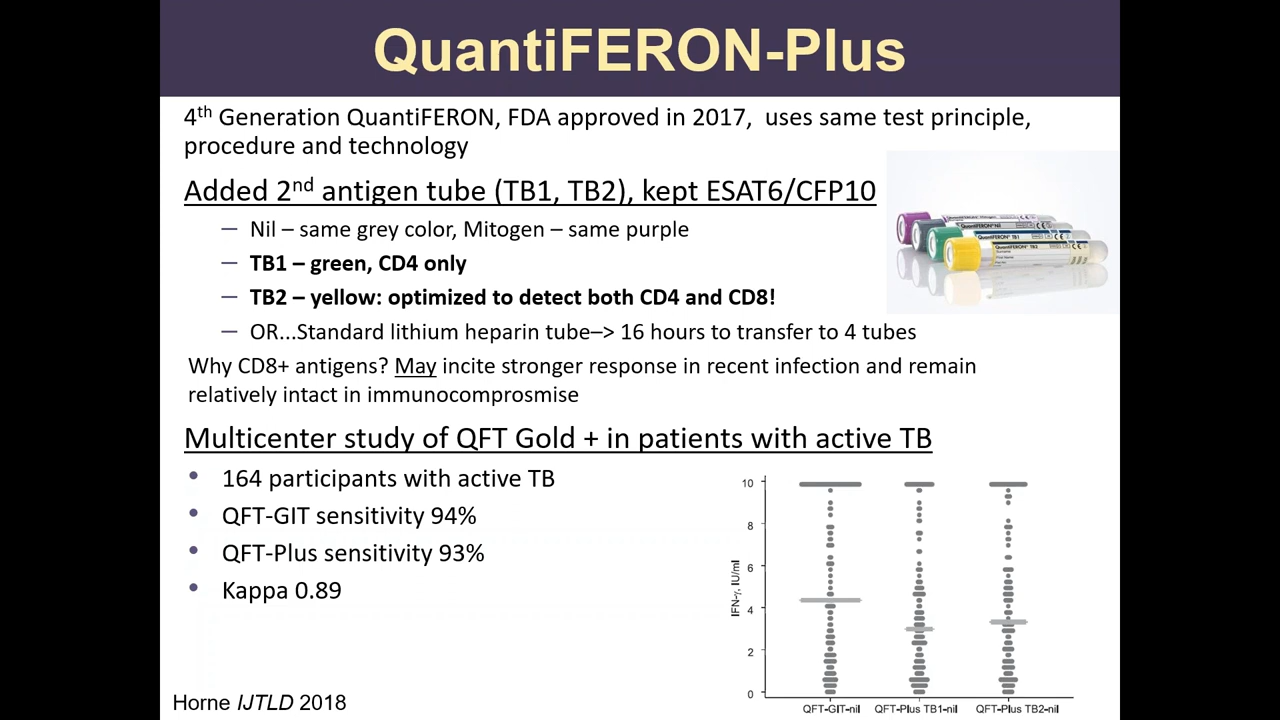 QuantiFERON-Plus
4th Generation QuantiFERON, FDA approved in 2017, uses same test principle,
procedure and technology
Added 2nd antigen tube (TB1, TB2), kept ESAT6/CFP10
– Nil – same grey color, Mitogen – same purple
– TB1 – green, CD4 only
– TB2 – yellow: optimized to detect both CD4 and CD8!
– OR...Standard lithium heparin tube–> 16 hours to transfer to 4 tubes
QuantiFERON® Nil
QuantiFERON® TB1
QuantiFERON® TB2
Why CD8+ antigens? May incite stronger response in recent infection and remain
relatively intact in immunocomprosmise
Multicenter study of QFT Gold + in patients with active TB
• 164 participants with active TB
• QFT-GIT sensitivity 94%
• QFT-Plus sensitivity 93%
• Kappa 0.89
IFN-γ, IU/ml
10
8
6
4
2
0
QFT-GIT-nil QFT-Plus TB1-nil QFT-Plus TB2-nil
Horne IJTLD 2018